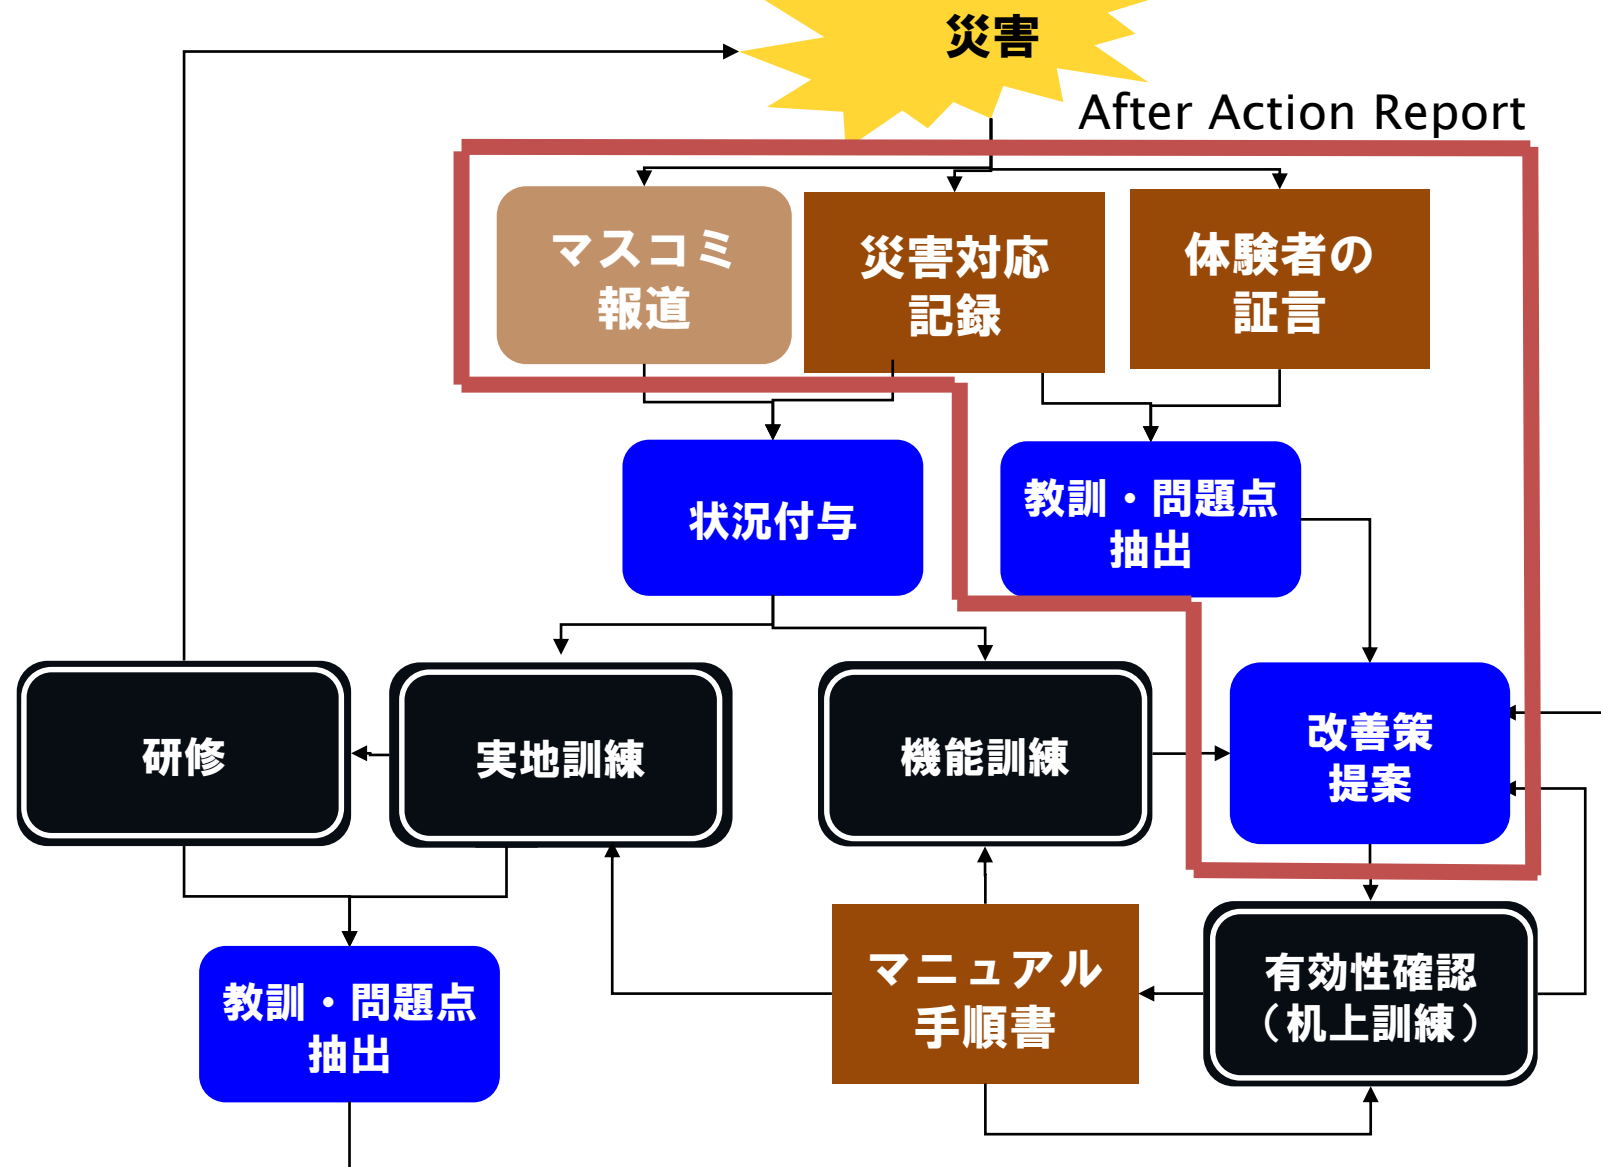 災害
After Action Report
マスコミ
報道
災害対応
記録
体験者の
証言
状況付与
教訓・問題点
抽出
研修
実地訓練
機能訓練
改善策
提案
教訓・問題点
抽出
マニュアル
手順書
有効性確認
（机上訓練）